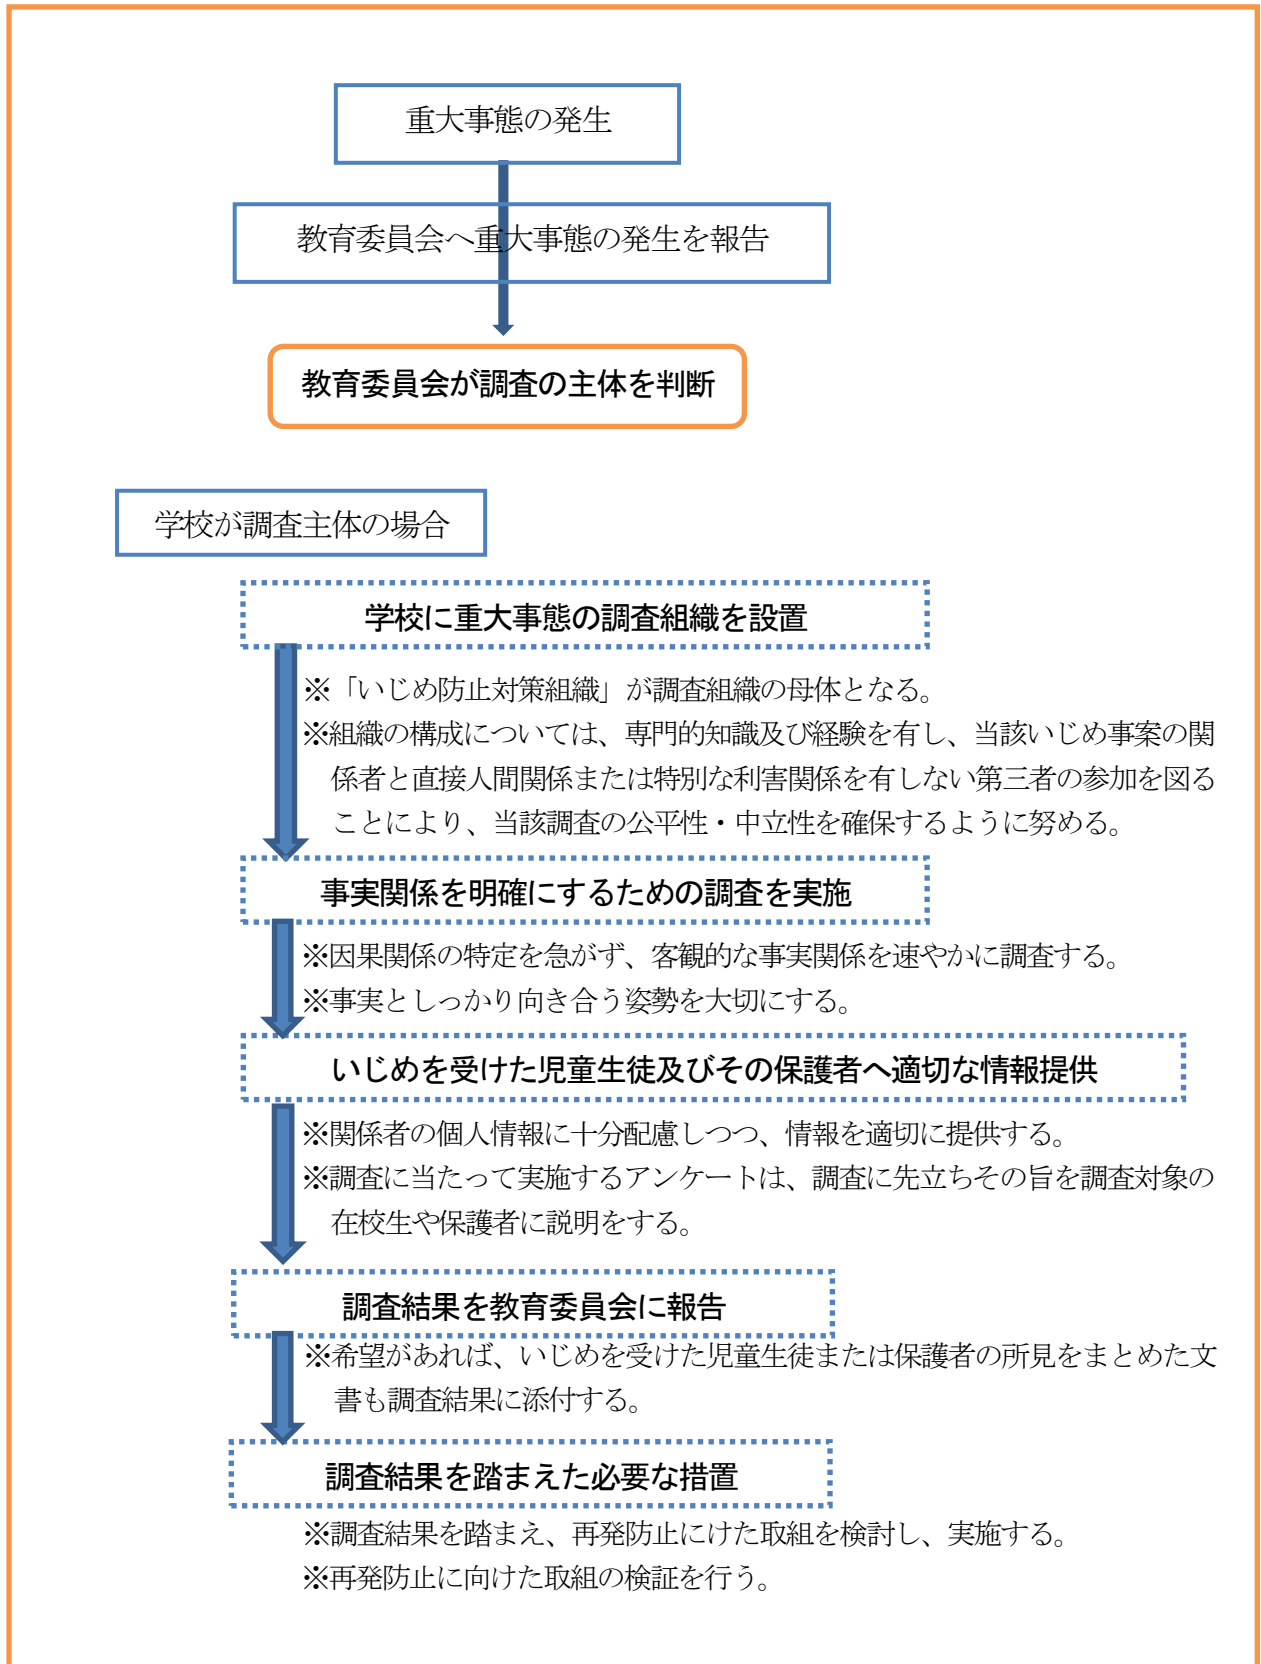 重大事態の発生
教育委員会へ重大事態の発生を報告
教育委員会が調査の主体を判断
学校が調査主体の場合
学校に重大事態の調査組織を設置
※「いじめ防止対策組織」が調査組織の母体となる。
※組織の構成については、専門的知識及び経験を有し、当該いじめ事案の関
係者と直接人間関係または特別な利害関係を有しない第三者の参加を図る
ことにより、当該調査の公平性・中立性を確保するように努める。
事実関係を明確にするための調査を実施
※因果関係の特定を急がず、客観的な事実関係を速やかに調査する。
※事実としっかり向き合う姿勢を大切にする。
いじめを受けた児童生徒及びその保護者へ適切な情報提供
※関係者の個人情報に十分配慮しつつ、情報を適切に提供する。
※調査に当たって実施するアンケートは、調査に先立ちその旨を調査対象の
在校生や保護者に説明をする。
調査結果を教育委員会に報告
※希望があれば、いじめを受けた児童生徒または保護者の所見をまとめた文
書も調査結果に添付する。
調査結果を踏まえた必要な措置
※調査結果を踏まえ、再発防止にけた取組を検討し、実施する。
※再発防止に向けた取組の検証を行う。